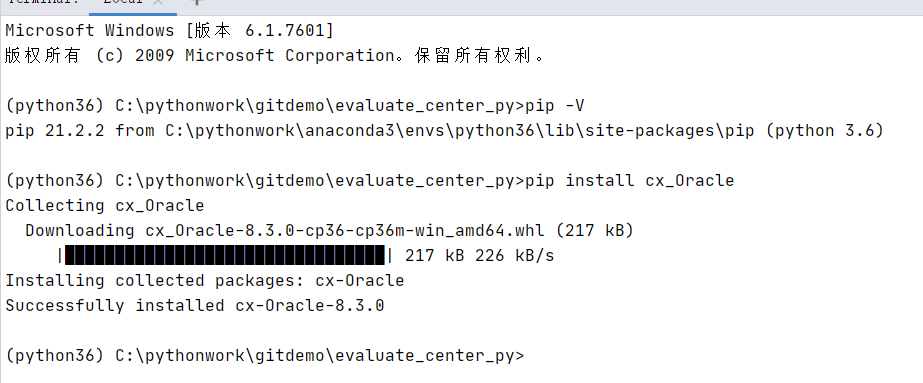 Terminal: Local × +
Microsoft Windows [版本 6.1.7601]
版权所有 (c) 2009 Microsoft Corporation。保留所有权利。
(python36) C:\pythonwork\gitdemo\evaluate_center_py>pip -V
pip 21.2.2 from C:\pythonwork\anaconda3\envs\python36\lib\site-packages\pip (python 3.6)
(python36) C:\pythonwork\gitdemo\evaluate_center_py>pip install cx_Oracle
Collecting cx_Oracle
Downloading cx_Oracle-8.3.0-cp36-cp36m-win_amd64.whl (217 kB)
|████████████████████████████████| 217 kB 226 kB/s
Installing collected packages: cx-Oracle
Successfully installed cx-Oracle-8.3.0
(python36) C:\pythonwork\gitdemo\evaluate_center_py>